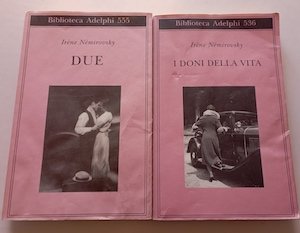 Biblioteca Adelphi 555
Irène Némirovsky
DUE
Biblioteca Adelphi 536
Irène Némirovsky
I DONI DELLA VITA